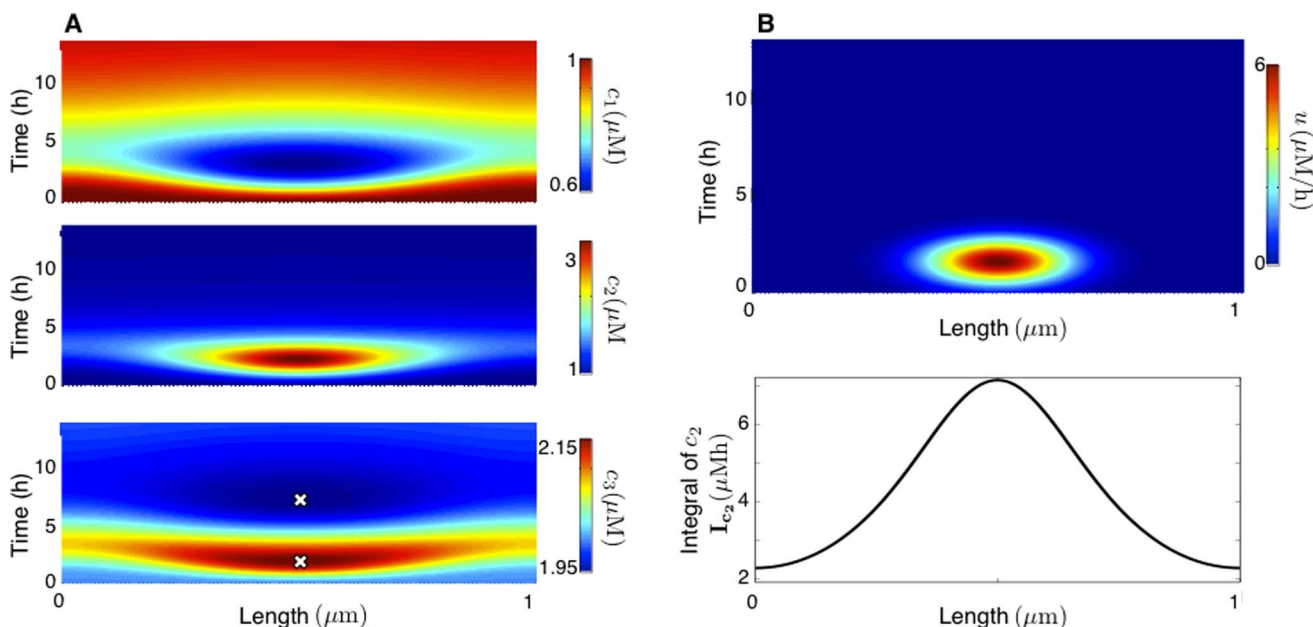 A
10
5
0
Time (h)
1
0.6
c₁(μM)
10
5
0
Time (h)
3
1
c₂(μM
10
5
0
Time (h)
2.15
1.95
c₃(μM)
0
1
Length (μm)
B
10
5
0
Time (h)
6
0
u(μM/h)
0
1
Length (μm)
6
4
2
Integral of c₂
I_c₂(μMh)
0
1
Length (μm)